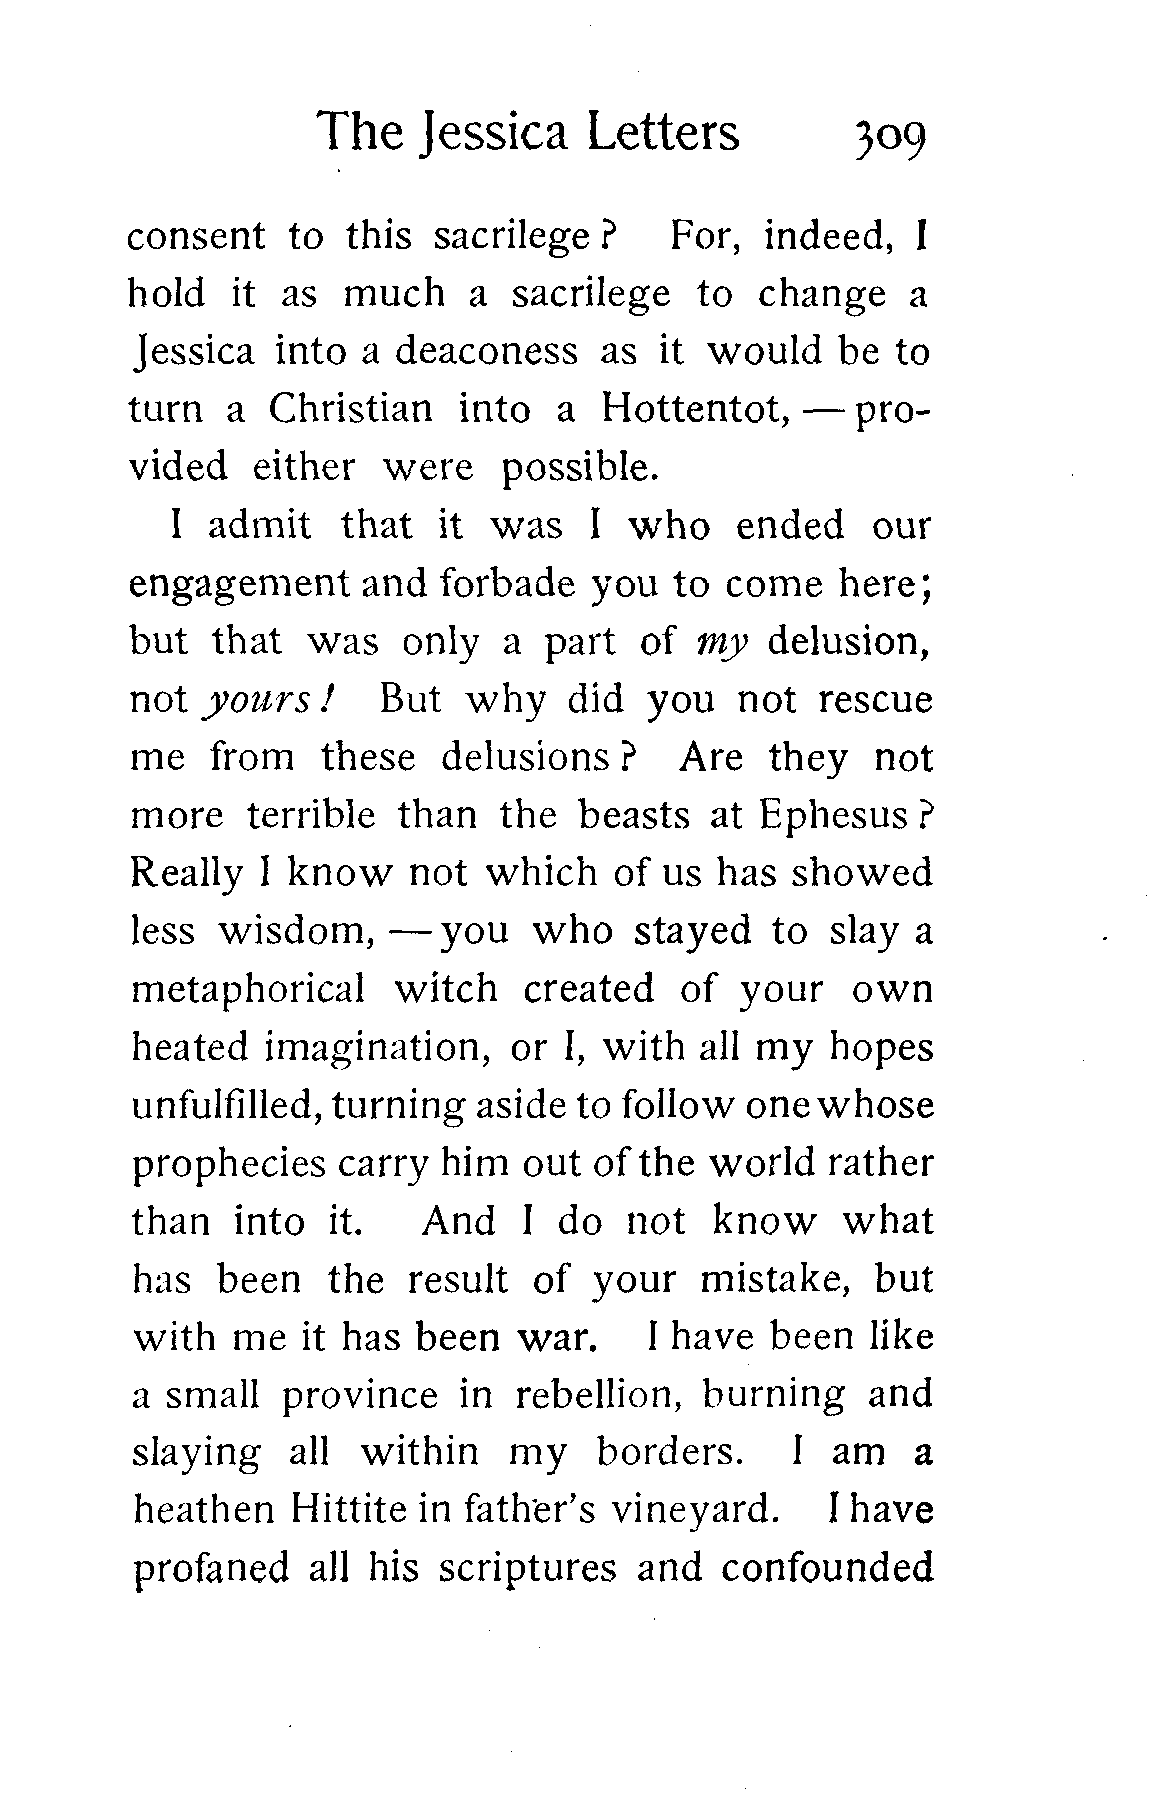 The Jessica Letters 309
consent to this sacrilege? For, indeed, I
hold it as much a sacrilege to change a
Jessica into a deaconess as it would be to
turn a Christian into a Hottentot, — pro-
vided either were possible.
I admit that it was I who ended our
engagement and forbade you to come here;
but that was only a part of my delusion,
not yours! But why did you not rescue
me from these delusions? Are they not
more terrible than the beasts at Ephesus?
Really I know not which of us has showed
less wisdom, — you who stayed to slay a
metaphorical witch created of your own
heated imagination, or I, with all my hopes
unfulfilled, turning aside to follow one whose
prophecies carry him out of the world rather
than into it. And I do not know what
has been the result of your mistake, but
with me it has been war. I have been like
a small province in rebellion, burning and
slaying all within my borders. I am a
heathen Hittite in father's vineyard. I have
profaned all his scriptures and confounded